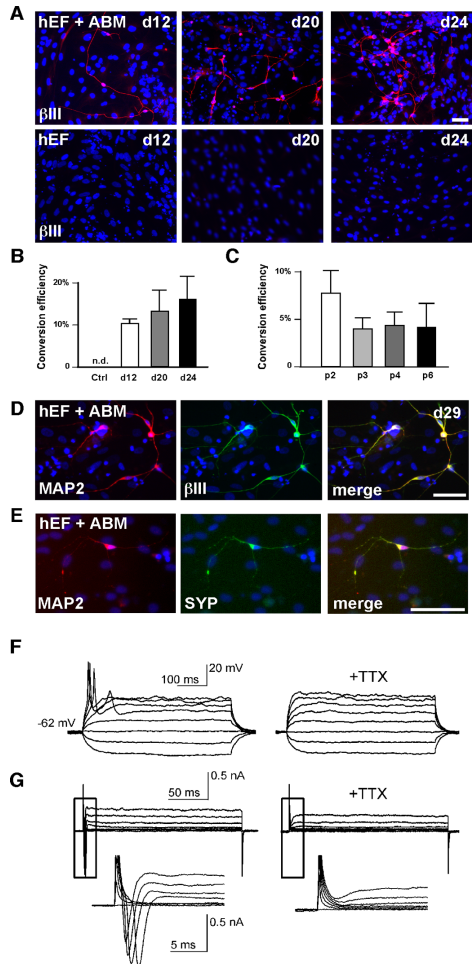 A
hEF + ABM d12
βIII
d20
d24
hEF d12
βIII
d20
d24
B
Conversion efficiency
20%
10%
n.d.
Ctrl d12 d20 d24
C
Conversion efficiency
10%
5%
0
p2 p3 p4 p6
D
hEF + ABM
MAP2
βIII
d29
merge
E
hEF + ABM
MAP2
SYP
merge
F
20 mV
100 ms
-62 mV
+TTX
G
0.5 nA
50 ms
+TTX
0.5 nA
5 ms